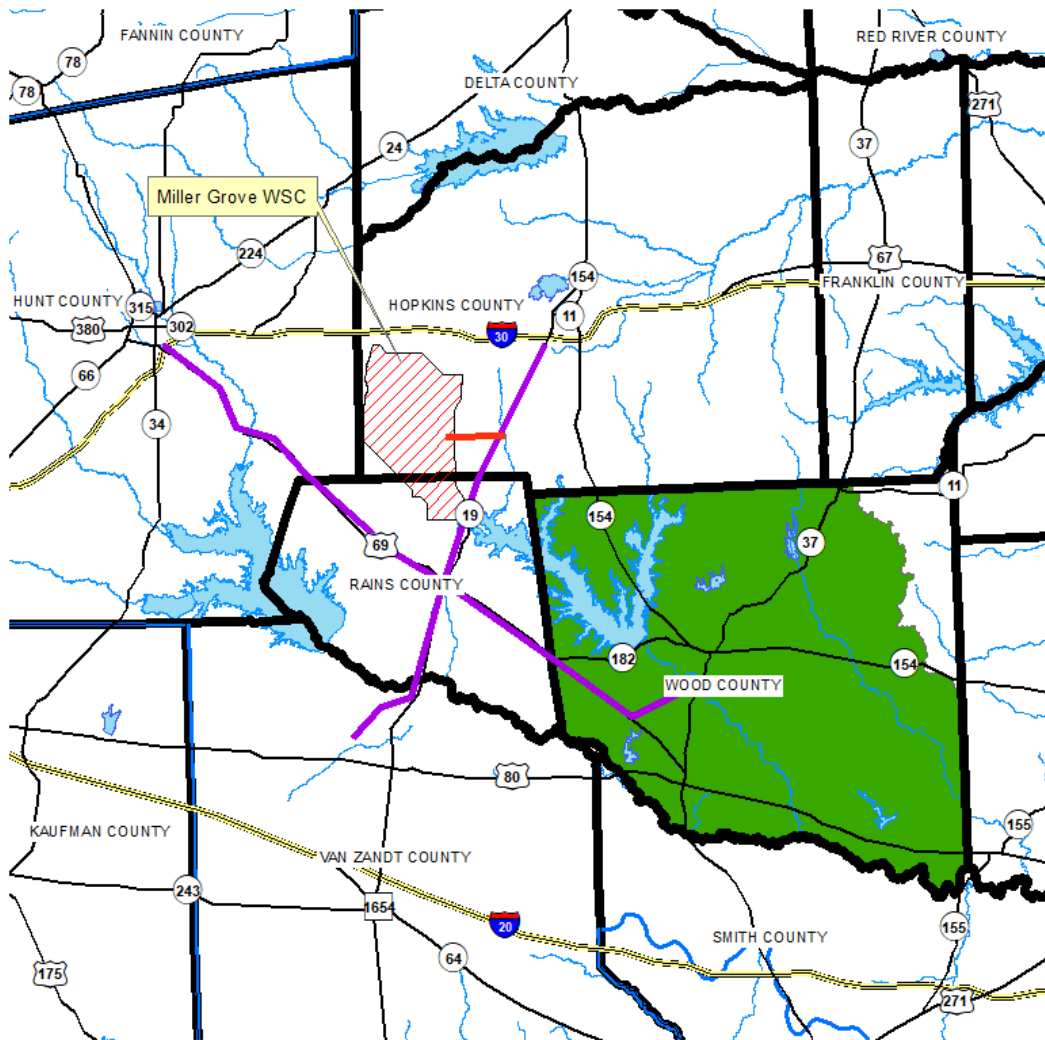 FANNIN COUNTY
RED RIVER COUNTY
78
78
DELTA COUNTY
271
24
37
Miller Grove WSC
224
67
154
FRANKLIN COUNTY
HUNT COUNTY
315
HOPKINS COUNTY
11
380
302
30
66
34
11
19
154
37
69
RAINS COUNTY
182
154
WOOD COUNTY
80
KAUFMAN COUNTY
155
VAN ZANDT COUNTY
243
1654
20
155
SMITH COUNTY
64
175
271